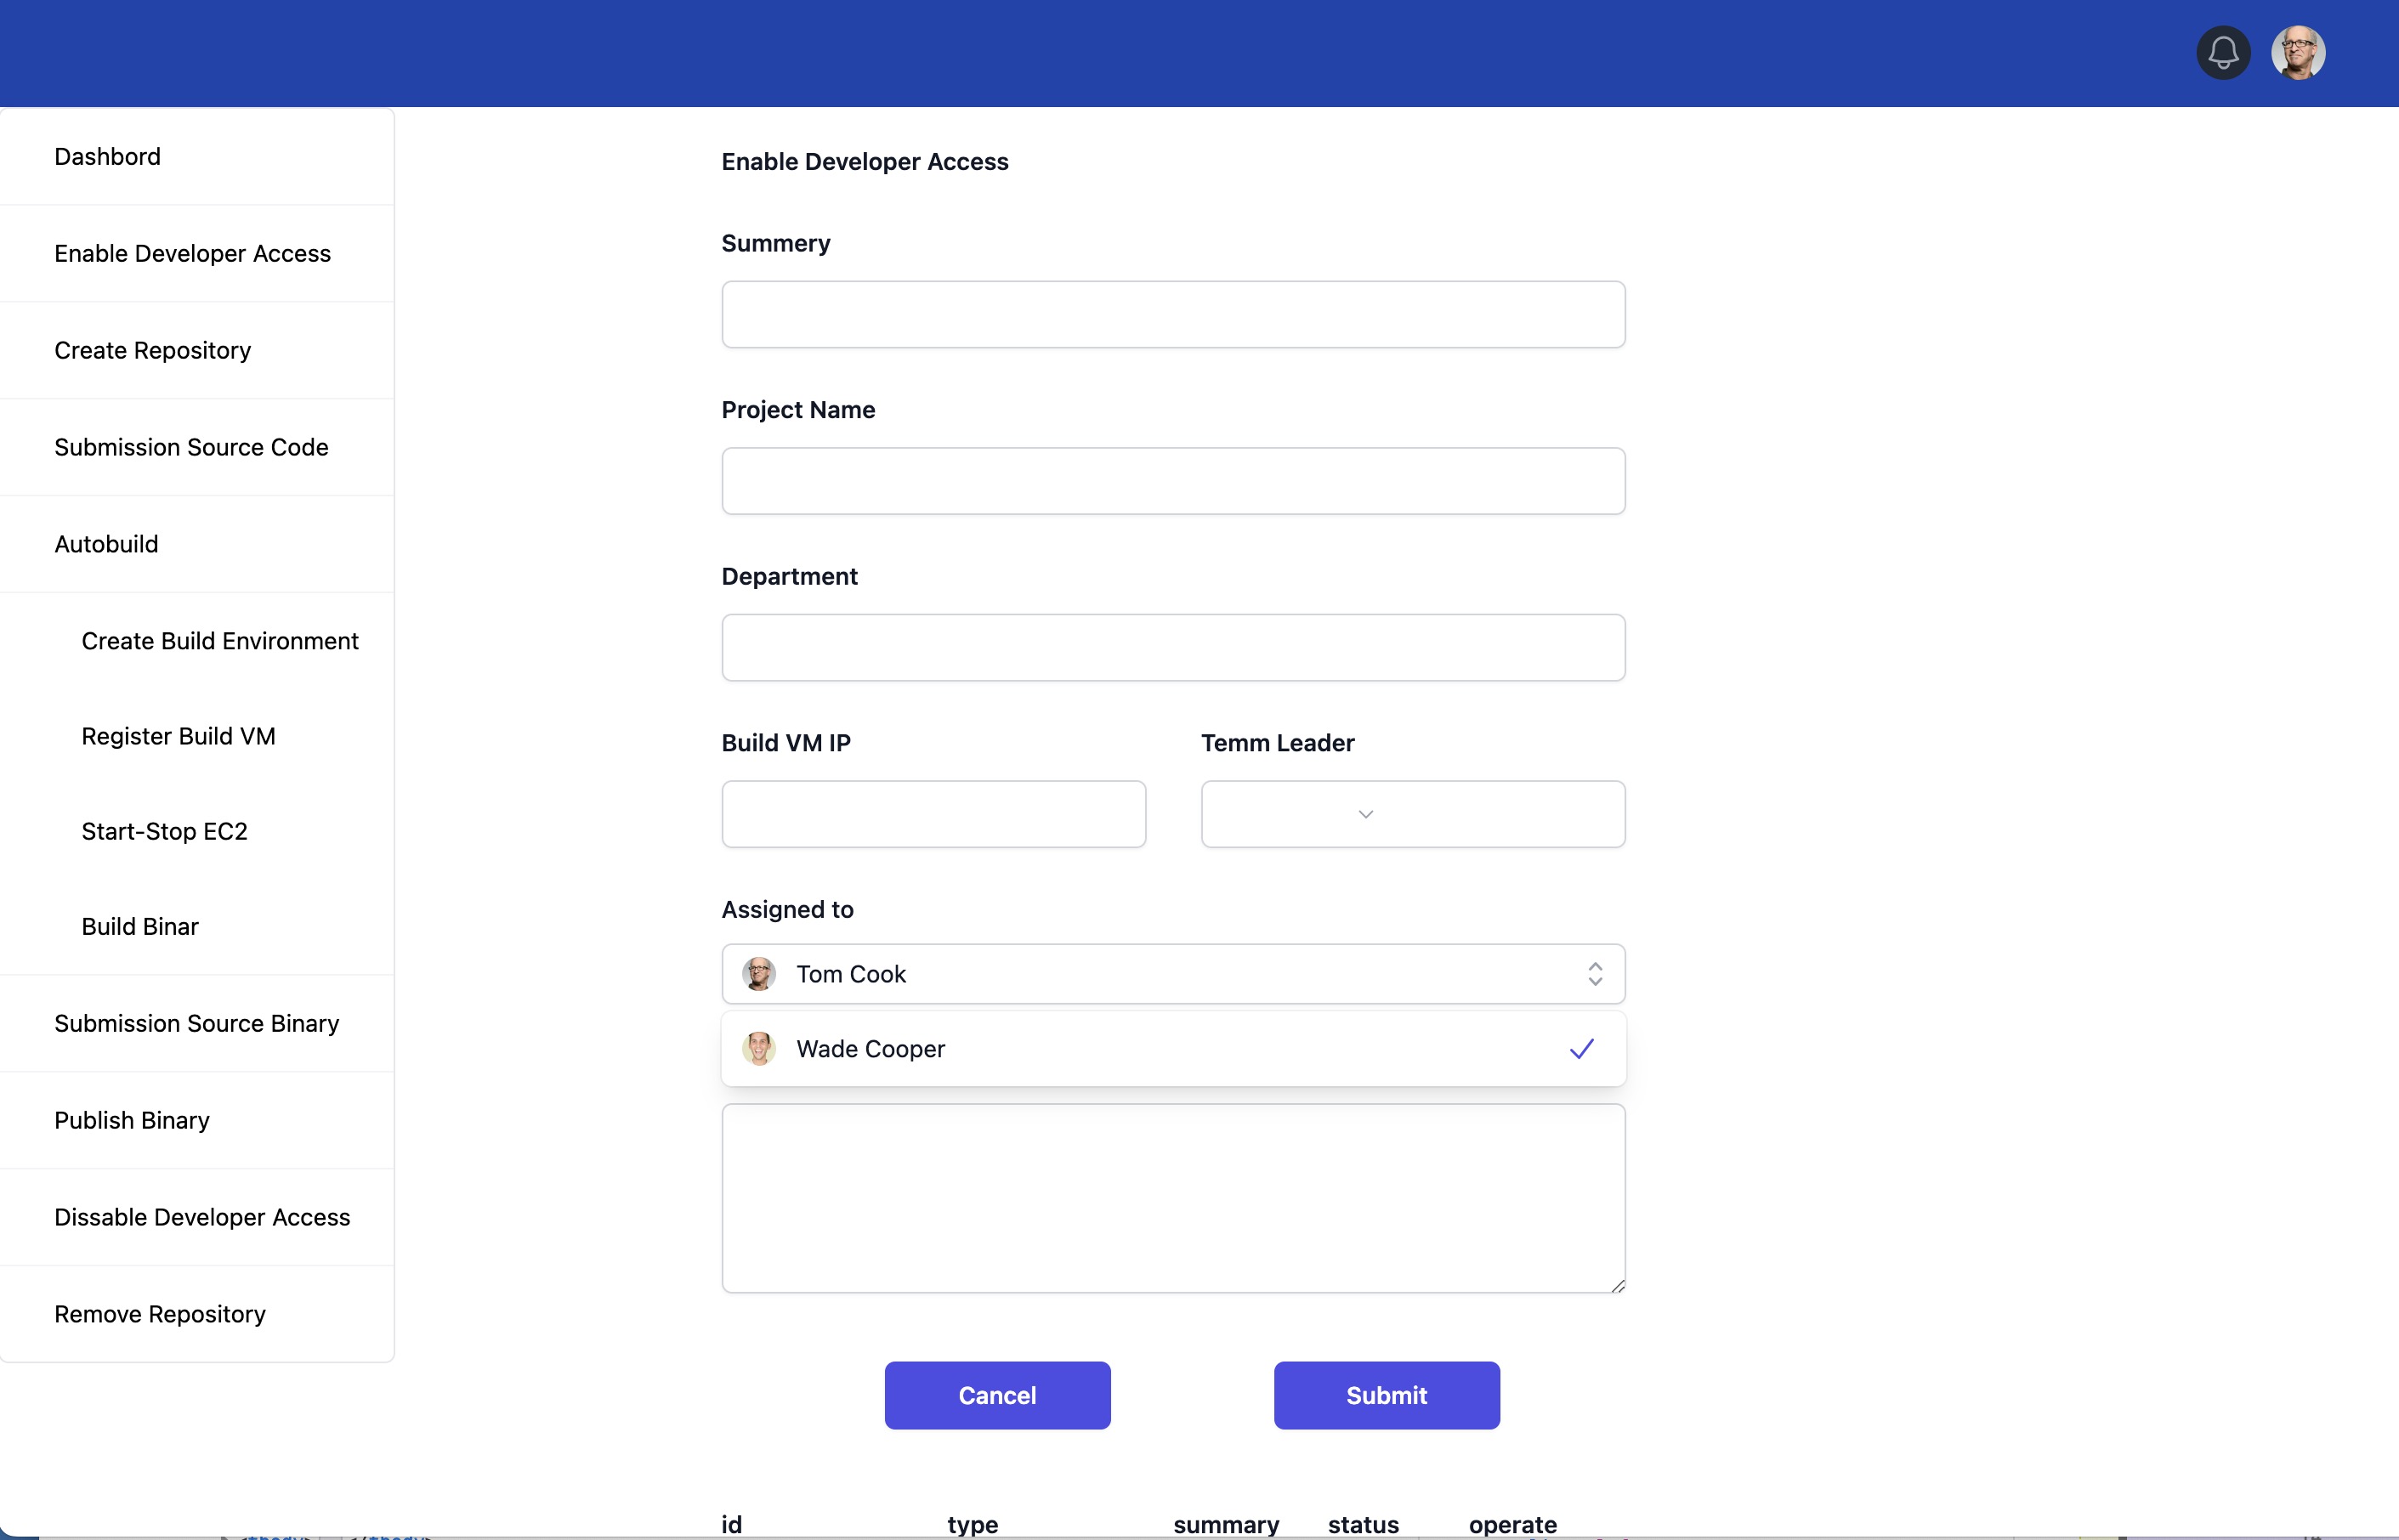 Dashbord
Enable Developer Access
Create Repository
Submission Source Code
Autobuild
Create Build Environment
Register Build VM
Start-Stop EC2
Build Binar
Submission Source Binary
Publish Binary
Dissable Developer Access
Remove Repository
Enable Developer Access
Summery
Project Name
Department
Build VM IP
Temm Leader
Assigned to
Tom Cook
Wade Cooper
Cancel
Submit
id type summary status operate